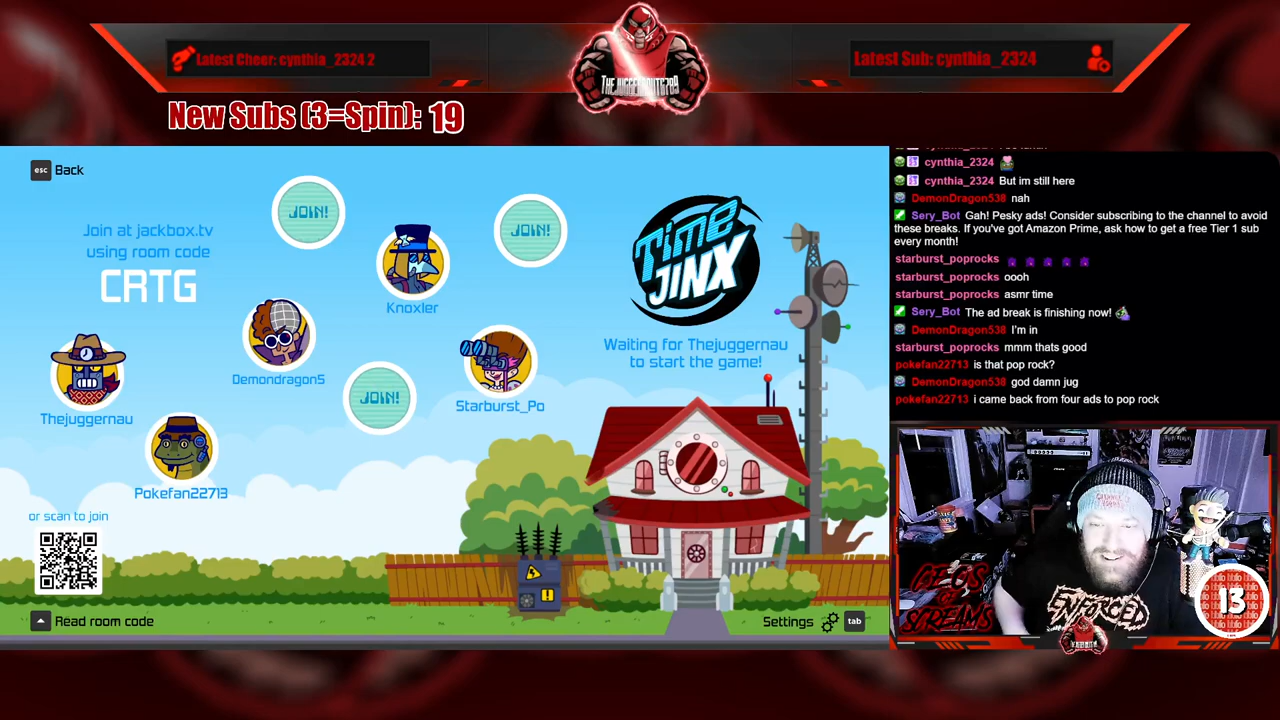 Latest Cheer: cynthia_2324 2
THEJUGGERNAUT6789
Latest Sub: cynthia_2324
New Subs (3=Spin): 19
esc Back
Join at jackbox.tv
using room code
CRTG
JOIN!
JOIN!
JOIN!
Knoxler
Demondragon5
Starburst_Po
Thejuggernau
Pokefan22713
TIME
JINX
Waiting for Thejuggernau
to start the game!
or scan to join
Read room code
Settings tab
cynthia_2324
cynthia_2324 But im still here
DemonDragon538 nah
Sery_Bot Gah! Pesky ads! Consider subscribing to the channel to avoid
these breaks. If you've got Amazon Prime, ask how to get a free Tier 1 sub
every month!
starburst_poprocks
starburst_poprocks oooh
starburst_poprocks asmr time
Sery_Bot The ad break is finishing now!
DemonDragon538 I'm in
starburst_poprocks mmm thats good
pokefan22713 is that pop rock?
DemonDragon538 god damn jug
pokefan22713 i came back from four ads to pop rock
ENFORCED
STREAMS
13